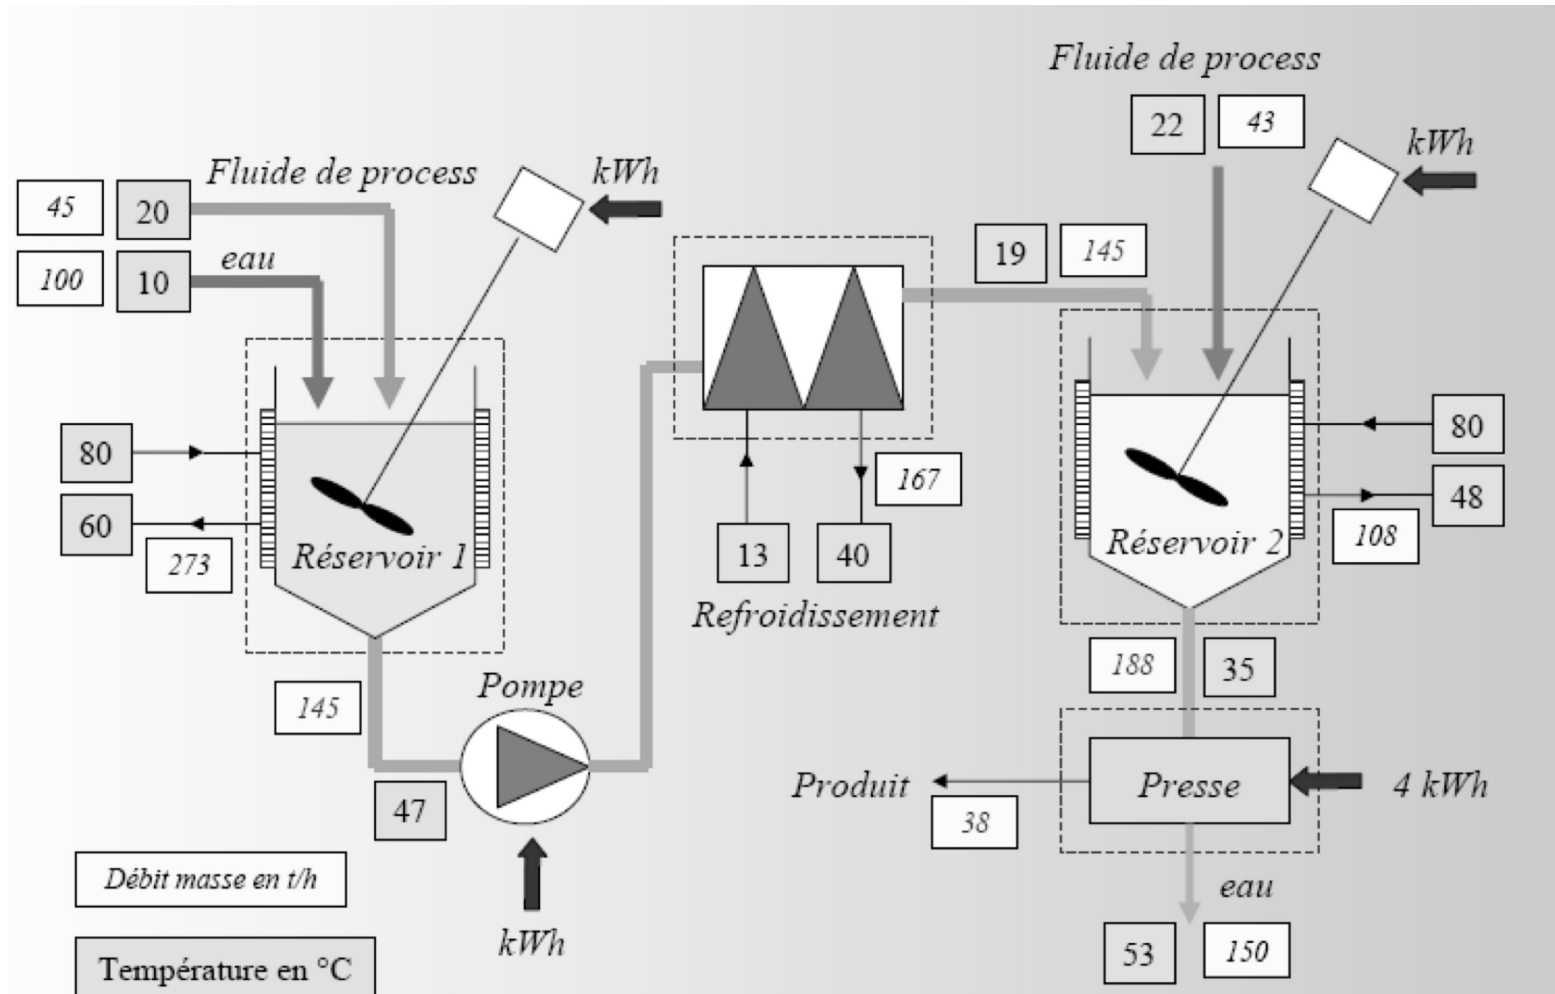 Fluide de process
22
43
kWh
Fluide de process
kWh
45
20
100
10
eau
19
145
80
60
273
Réservoir 1
167
13
40
Refroidissement
80
48
108
Réservoir 2
145
Pompe
47
kWh
188
35
Produit
38
Presse
4 kWh
eau
53
150
Débit masse en t/h
Température en °C